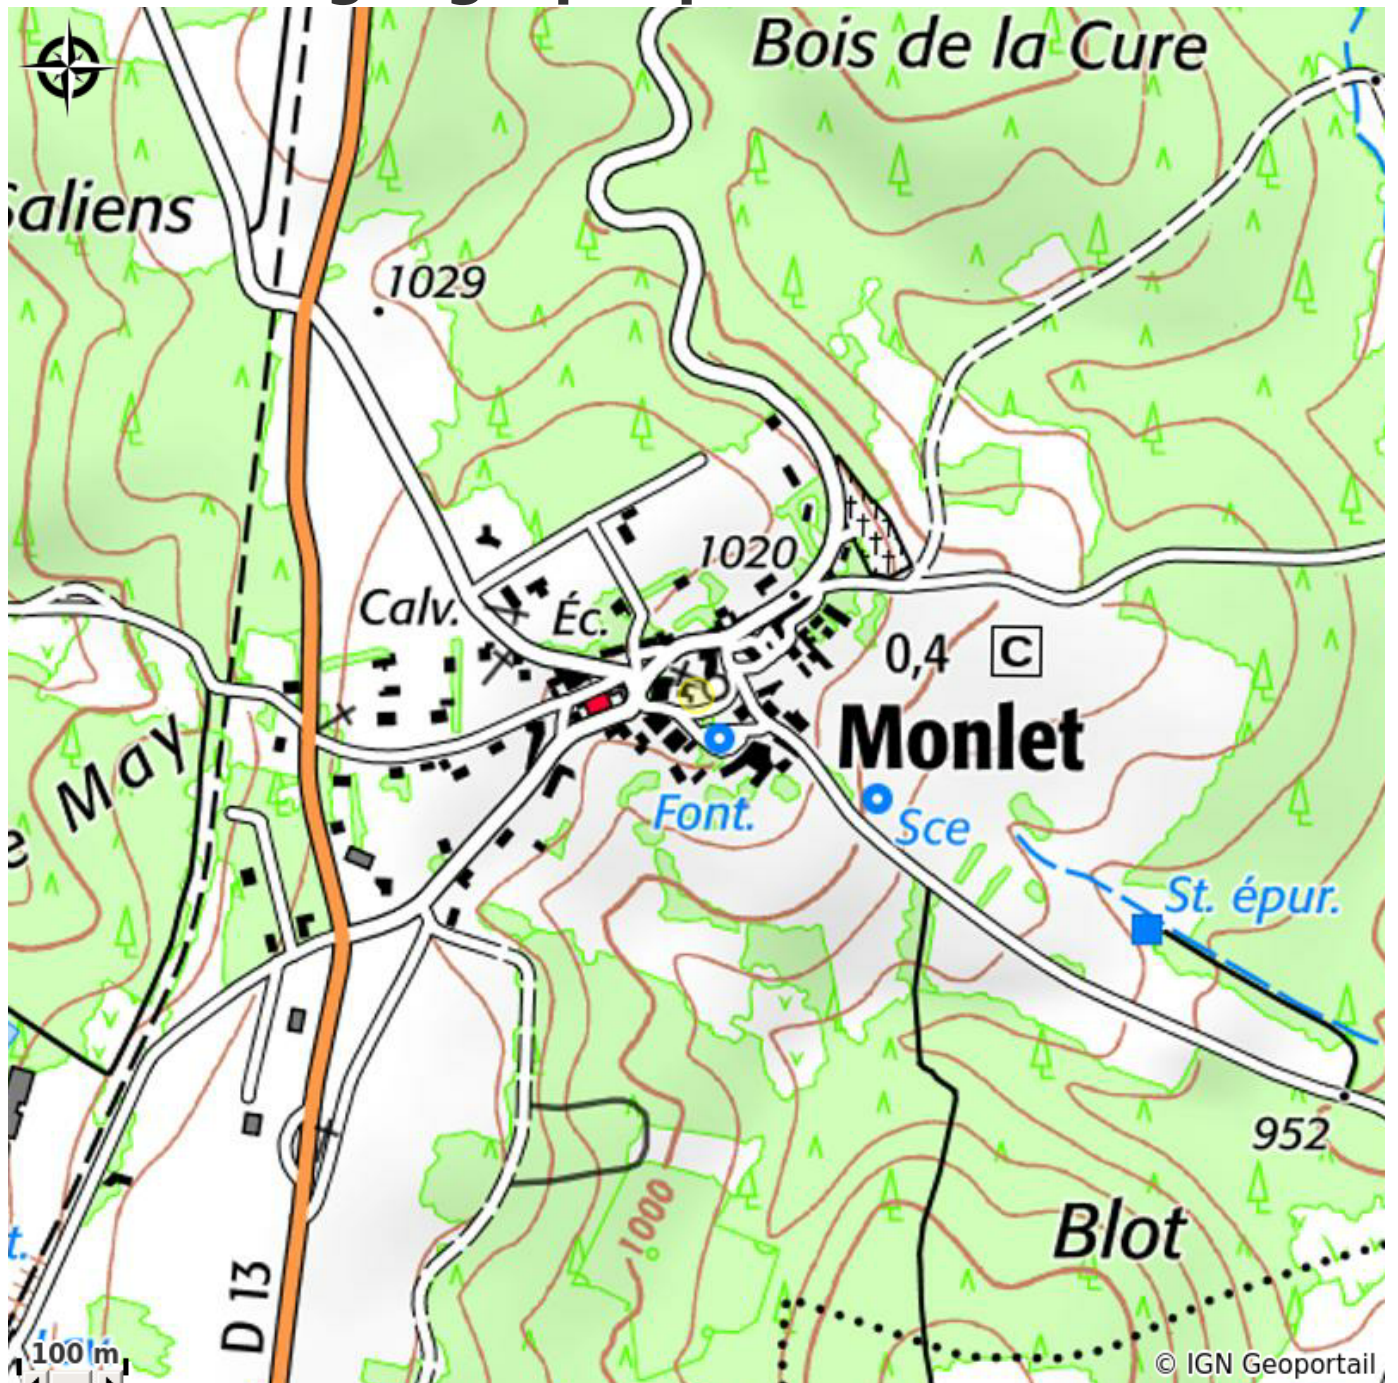 Bois de la Cure
Saliens
1029
1020
Calv.
Éc.
0,4 C
Monlet
May
Font.
Sce
St. épur.
952
1000
Blot
D 13
100 m
© IGN Geoportail